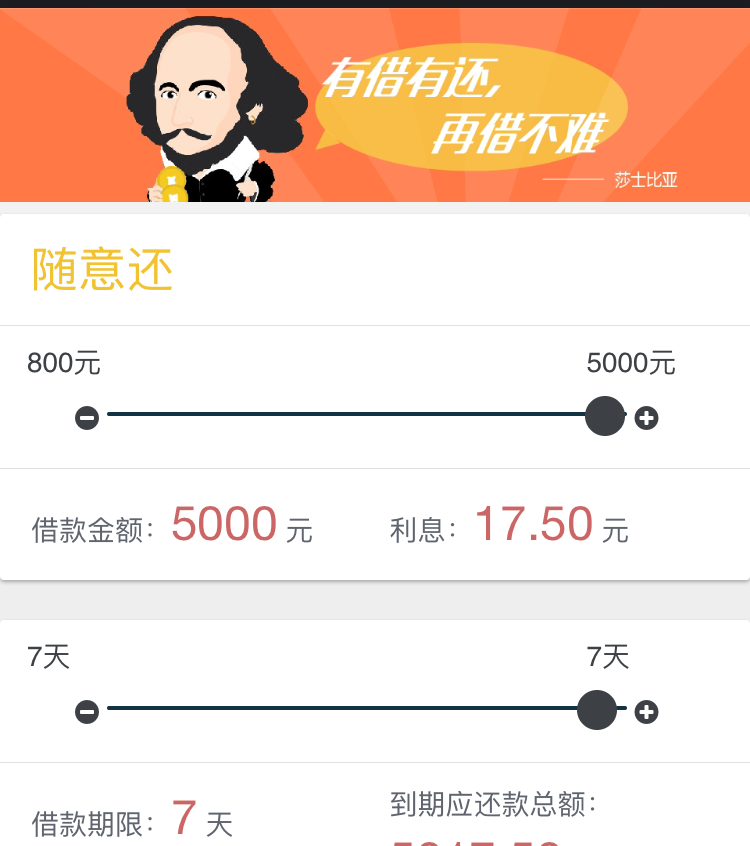 有借有还,
再借不难
莎士比亚
随意还
800元 5000元
借款金额: 5000 元 利息: 17.50 元
7天 7天
借款期限: 7 天
到期应还款总额: